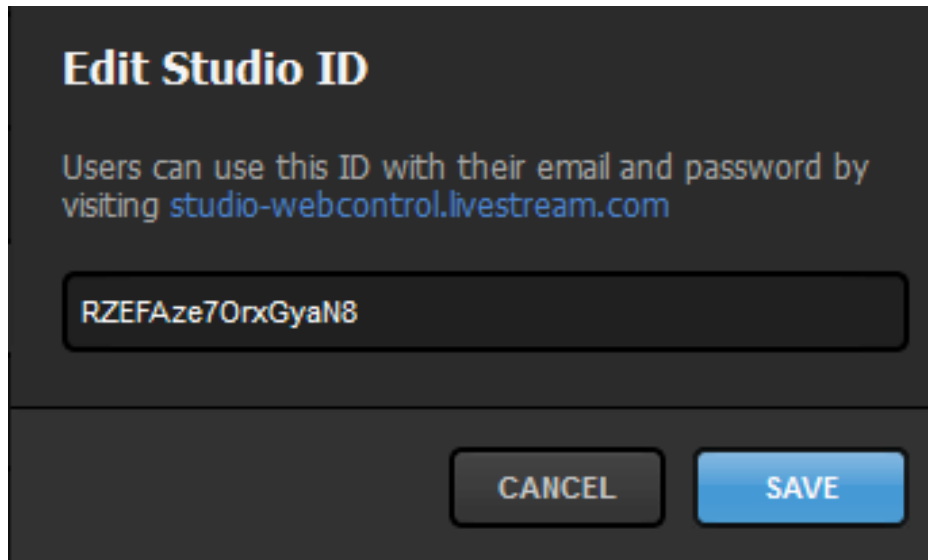 Edit Studio ID
Users can use this ID with their email and password by
visiting studio-webcontrol.livestream.com
RZEFAze7OrxGyaN8
CANCEL
SAVE